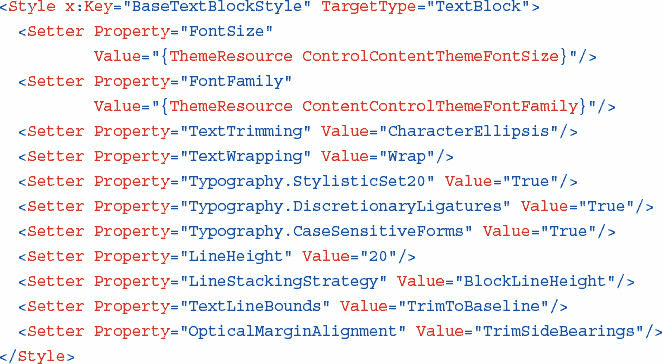 <Style x:Key="BaseTextBlockStyle" TargetType="TextBlock">
<Setter Property="FontSize"
Value="{ThemeResource ControlContentThemeFontSize}"/>
<Setter Property="FontFamily"
Value="{ThemeResource ContentControlThemeFontFamily}"/>
<Setter Property="TextTrimming" Value="CharacterEllipsis"/>
<Setter Property="TextWrapping" Value="Wrap"/>
<Setter Property="Typography.StylisticSet20" Value="True"/>
<Setter Property="Typography.DiscretionaryLigatures" Value="True"/>
<Setter Property="Typography.CaseSensitiveForms" Value="True"/>
<Setter Property="LineHeight" Value="20"/>
<Setter Property="LineStackingStrategy" Value="BlockLineHeight"/>
<Setter Property="TextLineBounds" Value="TrimToBaseline"/>
<Setter Property="OpticalMarginAlignment" Value="TrimSideBearings"/>
</Style>